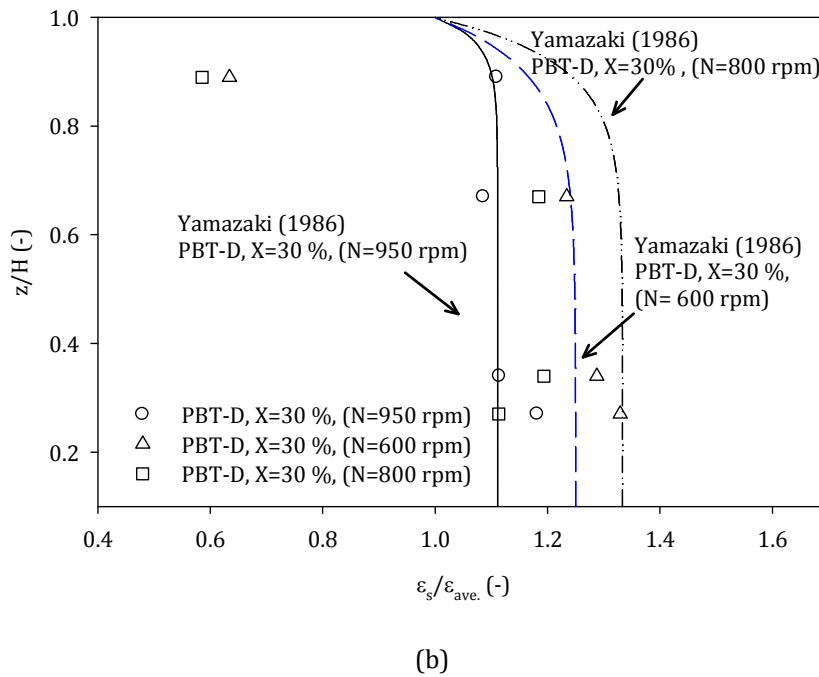 1.0
0.8
0.6
0.4
0.2
z/H (-)
Yamazaki (1986)
PBT-D, X=30% , (N=800 rpm)
Yamazaki (1986)
PBT-D, X=30 %, (N=950 rpm)
Yamazaki (1986)
PBT-D, X=30 %,
(N= 600 rpm)
PBT-D, X=30 %, (N=950 rpm)
PBT-D, X=30 %, (N=600 rpm)
PBT-D, X=30 %, (N=800 rpm)
0.4 0.6 0.8 1.0 1.2 1.4 1.6
εs/εave. (-)
(b)